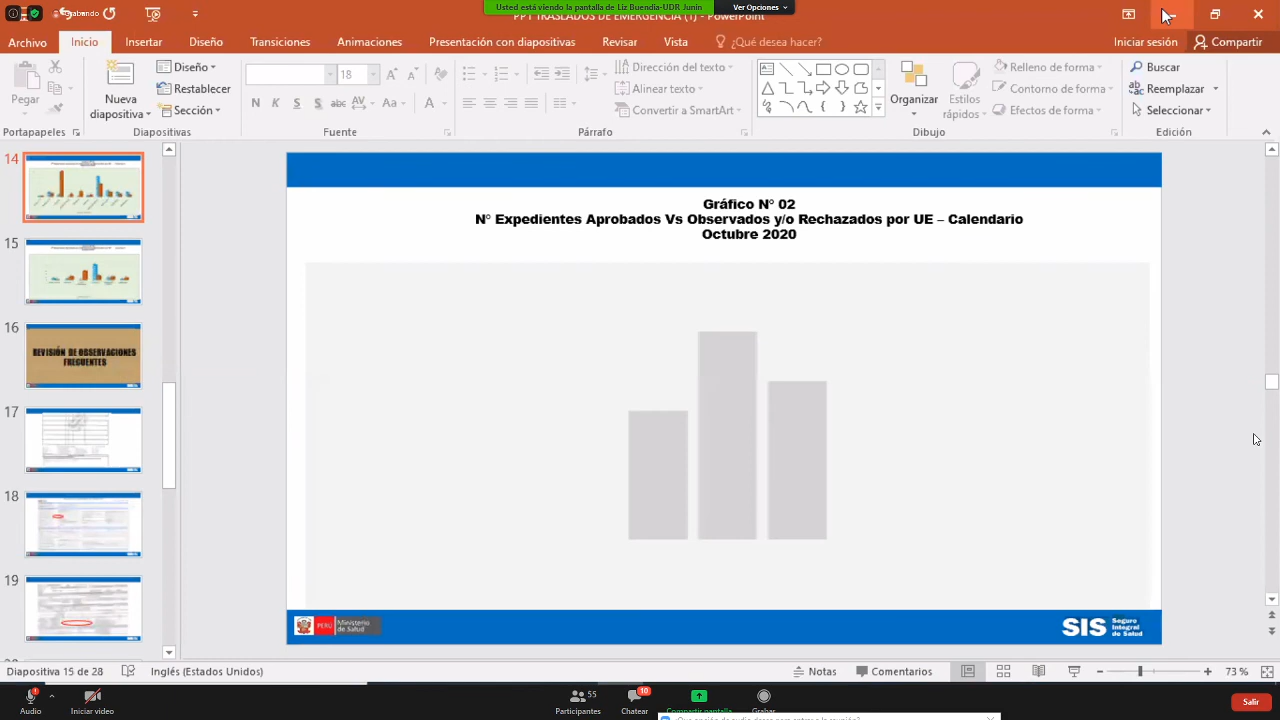 Grabando
Usted está viendo la pantalla de Liz Buendia-UDR Junin
Ver Opciones
PPT TRASLADOS DE EMERGENCIA (1) - PowerPoint
Archivo
Inicio
Insertar
Diseño
Transiciones
Animaciones
Presentación con diapositivas
Revisar
Vista
¿Qué desea hacer?
Iniciar sesión
Compartir
Pegar
Nueva
diapositiva
Diseño
Restablecer
Sección
18
N K S S abc AV Aa A
Dirección del texto
Alinear texto
Convertir a SmartArt
Organizar
Estilos
rápidos
Relleno de forma
Contorno de forma
Efectos de forma
Buscar
Reemplazar
Seleccionar
Portapapeles
Diapositivas
Fuente
Párrafo
Dibujo
Edición
14
15
16
REVISIÓN DE OBSERVACIONES
FRECUENTES
17
18
19
Gráfico N° 02
N° Expedientes Aprobados Vs Observados y/o Rechazados por UE – Calendario
Octubre 2020
PERÚ
Ministerio
de Salud
SIS
Seguro
Integral
de Salud
Diapositiva 15 de 28
Inglés (Estados Unidos)
Notas
Comentarios
73 %
Audio
Iniciar video
55
Participantes
10
Chatear
Compartir pantalla
Grabar
Salir